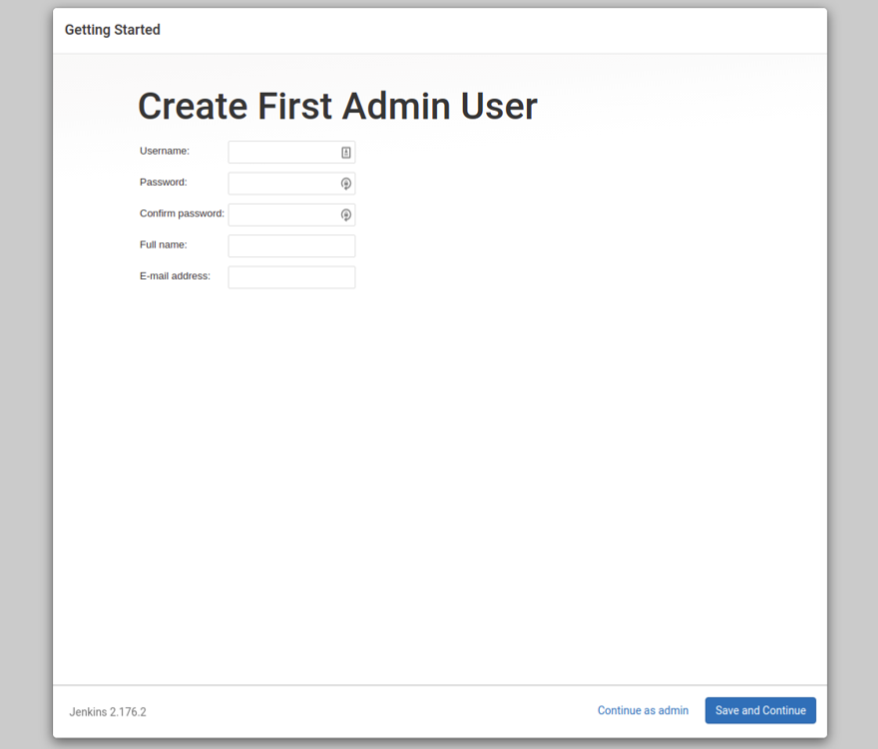 Getting Started
Create First Admin User
Username:
Password:
Confirm password:
Full name:
E-mail address:
Jenkins 2.176.2
Continue as admin
Save and Continue